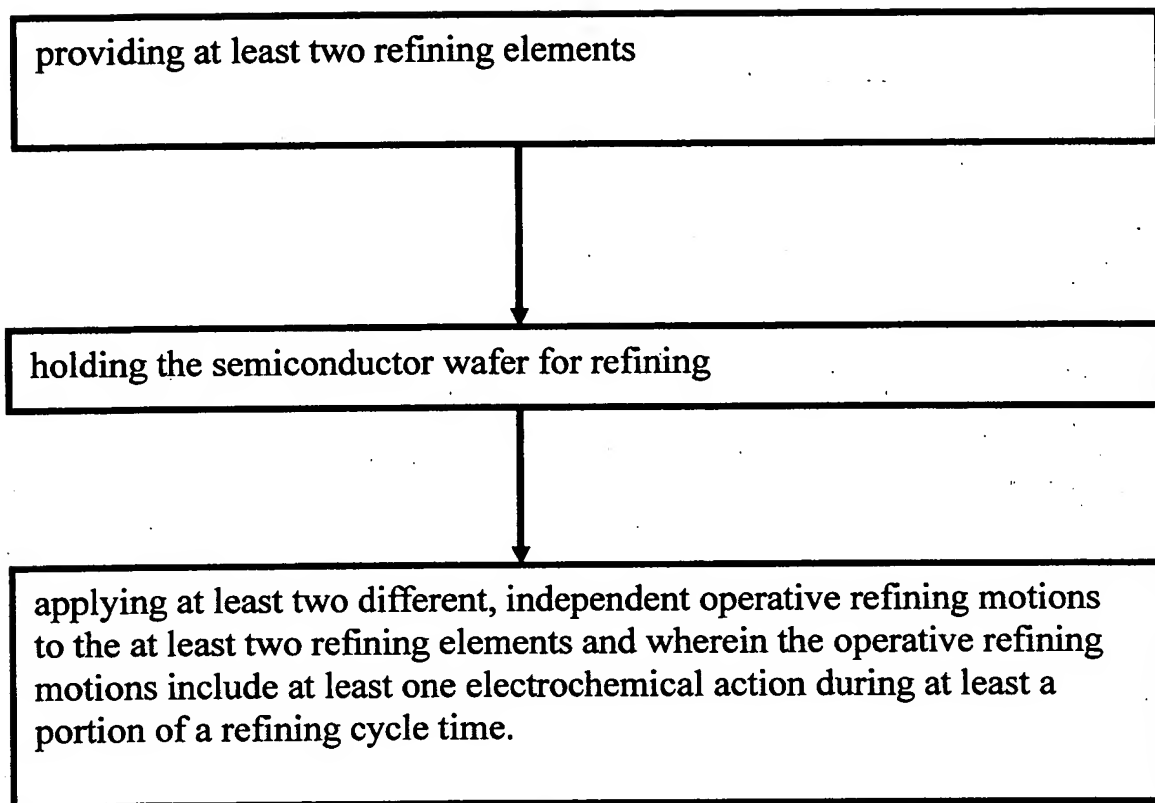 providing at least two refining elements
holding the semiconductor wafer for refining
applying at least two different, independent operative refining motions
to the at least two refining elements and wherein the operative refining
motions include at least one electrochemical action during at least a
portion of a refining cycle time.